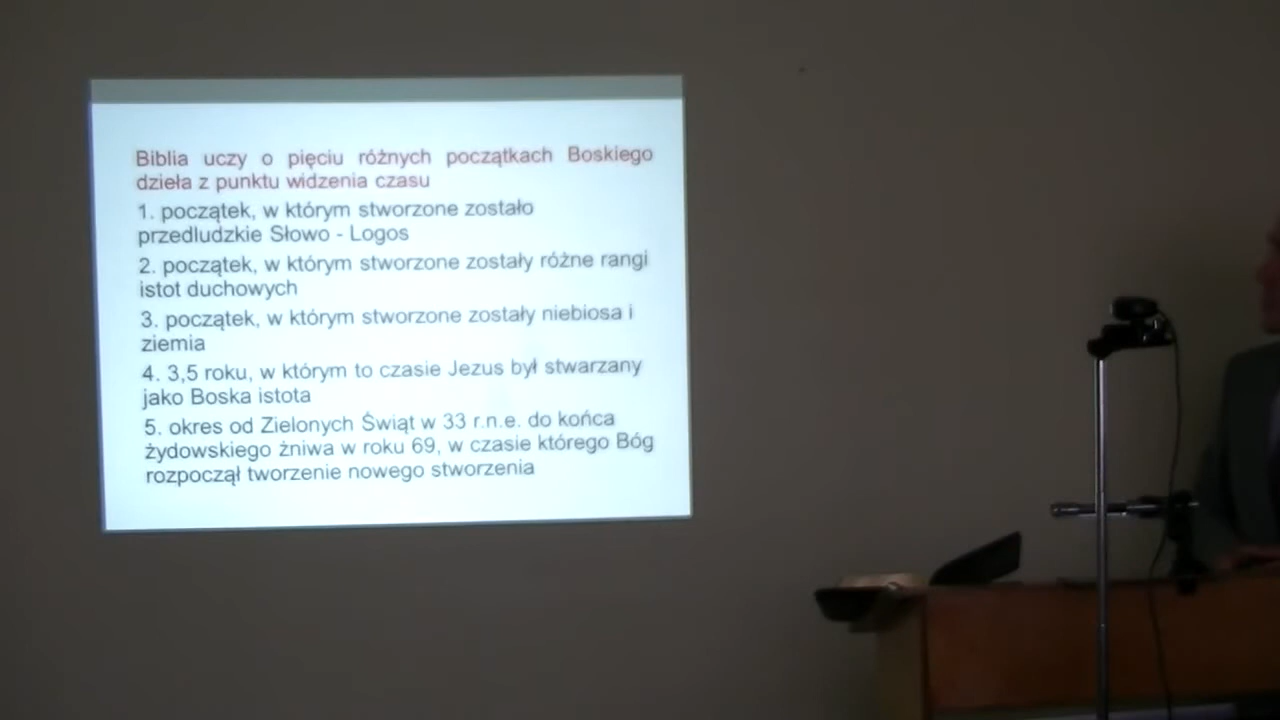 Biblia uczy o pięciu różnych początkach Boskiego
dzieła z punktu widzenia czasu
1. początek, w którym stworzone zostało
przedludzkie Słowo - Logos
2. początek, w którym stworzone zostały różne rangi
istot duchowych
3. początek, w którym stworzone zostały niebiosa i
ziemia
4. 3,5 roku, w którym to czasie Jezus był stwarzany
jako Boska istota
5. okres od Zielonych Świąt w 33 r.n.e. do końca
żydowskiego żniwa w roku 69, w czasie którego Bóg
rozpoczął tworzenie nowego stworzenia